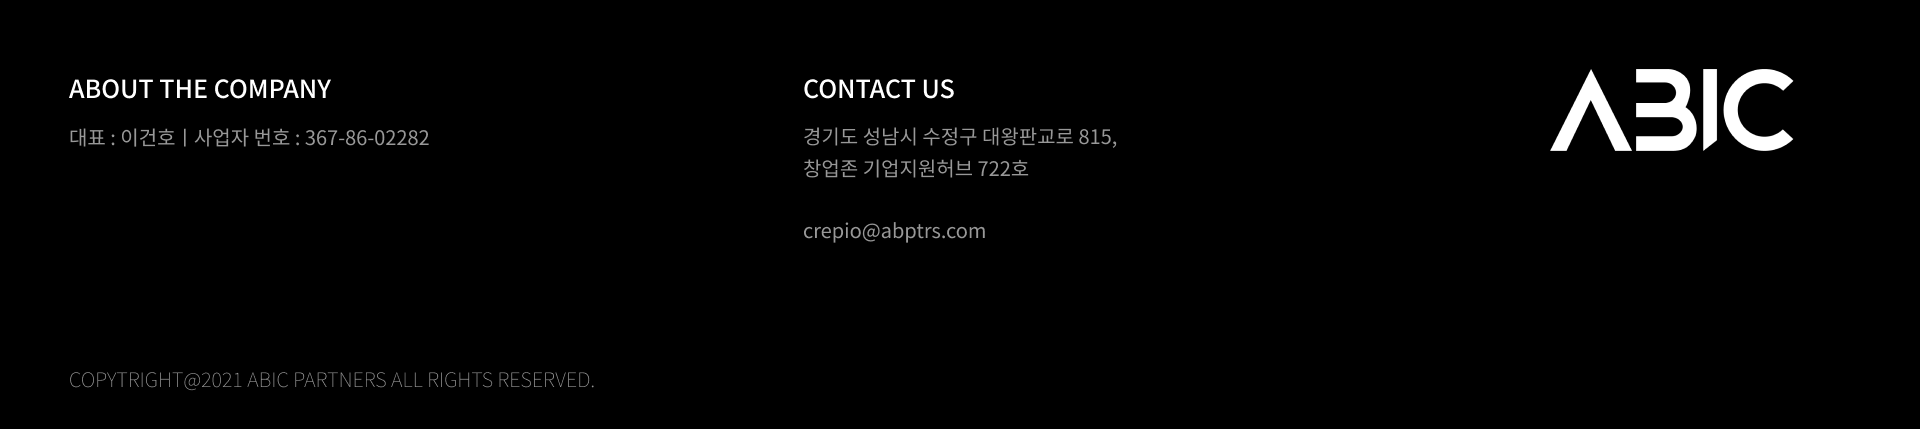 ABOUT THE COMPANY
대표 : 이건호ㅣ사업자 번호 : 367-86-02282
CONTACT US
경기도 성남시 수정구 대왕판교로 815,
창업존 기업지원허브 722호
crepio@abptrs.com
ABIC
COPYTRIGHT@2021 ABIC PARTNERS ALL RIGHTS RESERVED.